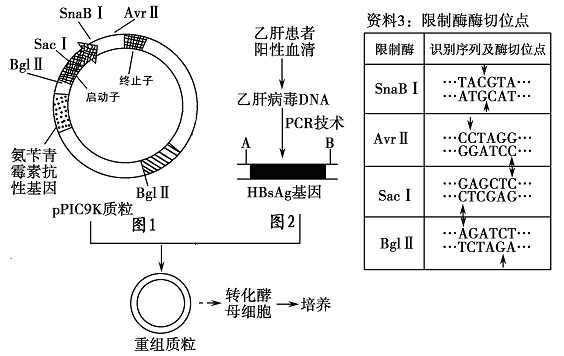 SnaBⅠ
AvrⅡ
SacⅠ
BglⅡ
终止子
启动子
氨苄青
霉素抗
性基因
BglⅡ
pPIC9K质粒
图1
乙肝患者
阳性血清
乙肝病毒DNA
PCR技术
A
B
HBsAg基因
图2
重组质粒
转化酵
母细胞
培养
资料3：限制酶酶切位点
限制酶 识别序列及酶切位点
SnaBⅠ
…TACGTA…
…ATGCAT…
AvrⅡ
…CCTAGG…
…GGATCC…
SacⅠ
…GAGCTC…
…CTCGAG…
BglⅡ
…AGATCT…
…TCTAGA…